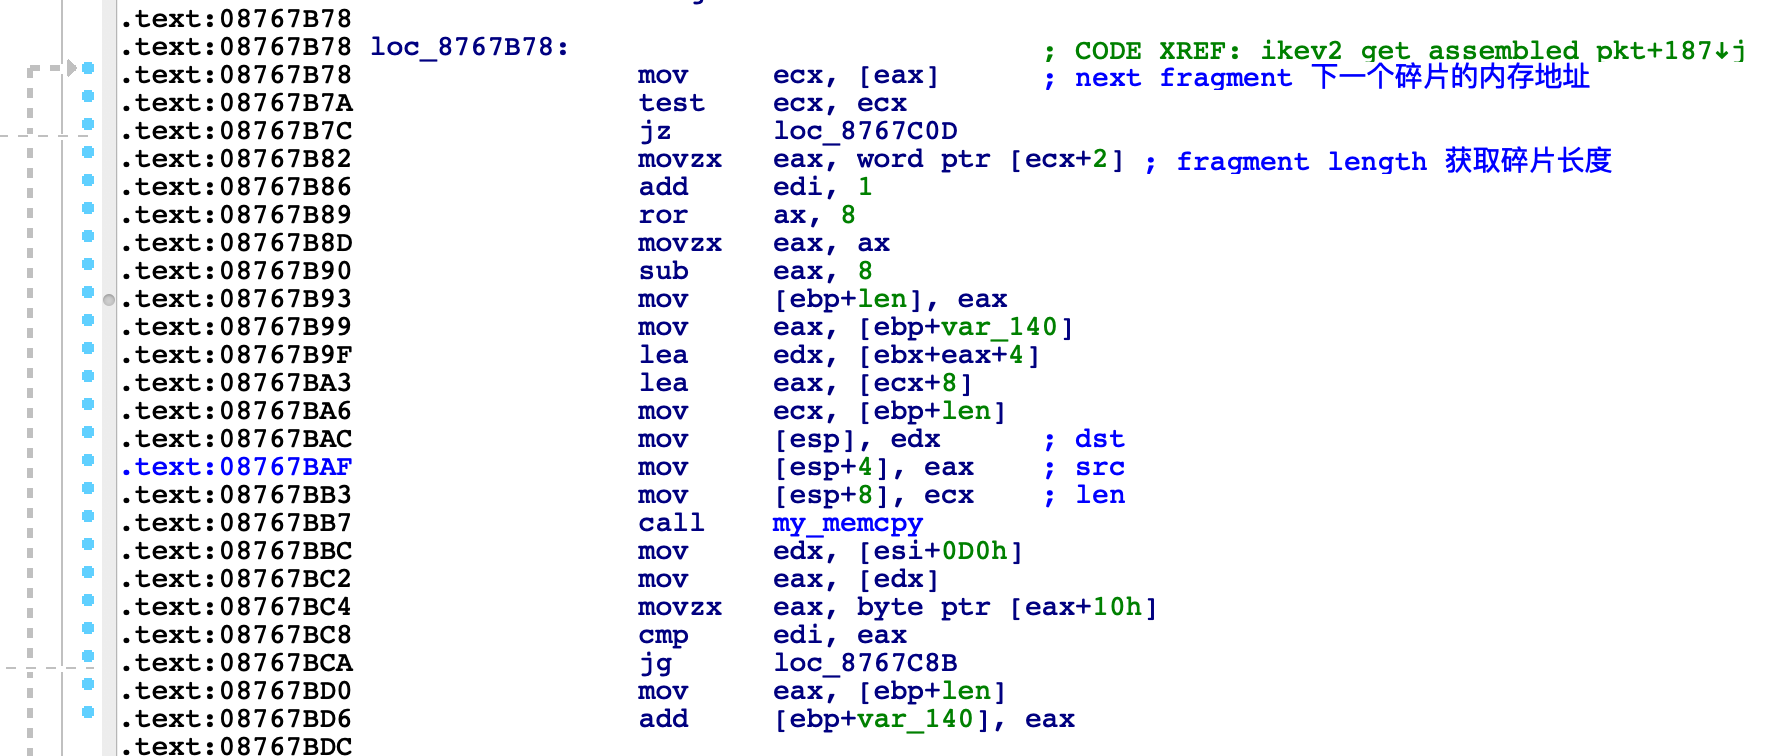 .text:08767B78
.text:08767B78 loc_8767B78: ; CODE XREF: ikev2 get assembled pkt+187↓j
.text:08767B78 mov ecx, [eax] ; next fragment 下一个碎片的内存地址
.text:08767B7A test ecx, ecx
.text:08767B7C jz loc_8767C0D
.text:08767B82 movzx eax, word ptr [ecx+2] ; fragment length 获取碎片长度
.text:08767B86 add edi, 1
.text:08767B89 ror ax, 8
.text:08767B8D movzx eax, ax
.text:08767B90 sub eax, 8
.text:08767B93 mov [ebp+len], eax
.text:08767B99 mov eax, [ebp+var_140]
.text:08767B9F lea edx, [ebx+eax+4]
.text:08767BA3 lea eax, [ecx+8]
.text:08767BA6 mov ecx, [ebp+len]
.text:08767BAC mov [esp], edx ; dst
.text:08767BAF mov [esp+4], eax ; src
.text:08767BB3 mov [esp+8], ecx ; len
.text:08767BB7 call my_memcpy
.text:08767BBC mov edx, [esi+0D0h]
.text:08767BC2 mov eax, [edx]
.text:08767BC4 movzx eax, byte ptr [eax+10h]
.text:08767BC8 cmp edi, eax
.text:08767BCA jg loc_8767C8B
.text:08767BD0 mov eax, [ebp+len]
.text:08767BD6 add [ebp+var_140], eax
.text:08767BDC